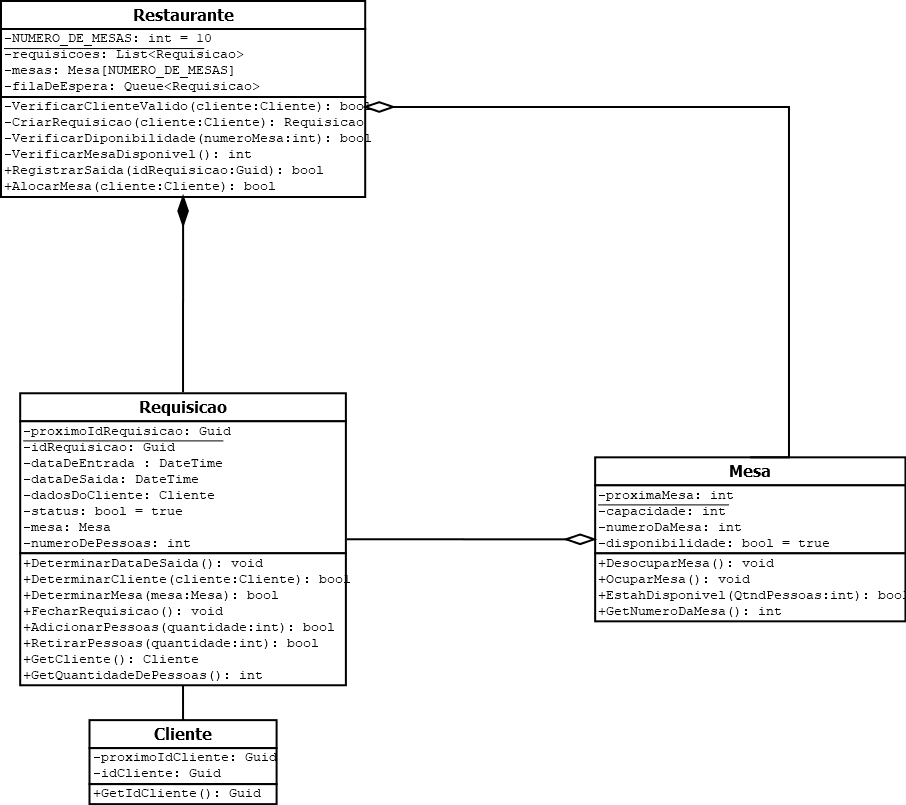 Restaurante
-NUMERO_DE_MESAS: int = 10
-requisicoes: List<Requisicao>
-mesas: Mesa[NUMERO_DE_MESAS]
-filaDeEspera: Queue<Requisicao>
-VerificarClienteValido(cliente:Cliente): bool
-CriarRequisicao(cliente:Cliente): Requisicao
-VerificarDiponibilidade(numeroMesa:int): bool
-VerificarMesaDisponivel(): int
+RegistrarSaida(idRequisicao:Guid): bool
+AlocarMesa(cliente:Cliente): bool
Requisicao
-proximoIdRequisicao: Guid
-idRequisicao: Guid
-dataDeEntrada : DateTime
-dataDeSaida: DateTime
-dadosDoCliente: Cliente
-status: bool = true
-mesa: Mesa
-numeroDePessoas: int
+DeterminarDataDeSaida(): void
+DeterminarCliente(cliente:Cliente): bool
+DeterminarMesa(mesa:Mesa): bool
+FecharRequisicao(): void
+AdicionarPessoas(quantidade:int): bool
+RetirarPessoas(quantidade:int): bool
+GetCliente(): Cliente
+GetQuantidadeDePessoas(): int
Mesa
-proximaMesa: int
-capacidade: int
-numeroDaMesa: int
-disponibilidade: bool = true
+DesocuparMesa(): void
+OcuparMesa(): void
+EstahDisponivel(QtndPessoas:int): bool
+GetNumeroDaMesa(): int
Cliente
-proximoIdCliente: Guid
-idCliente: Guid
+GetIdCliente(): Guid